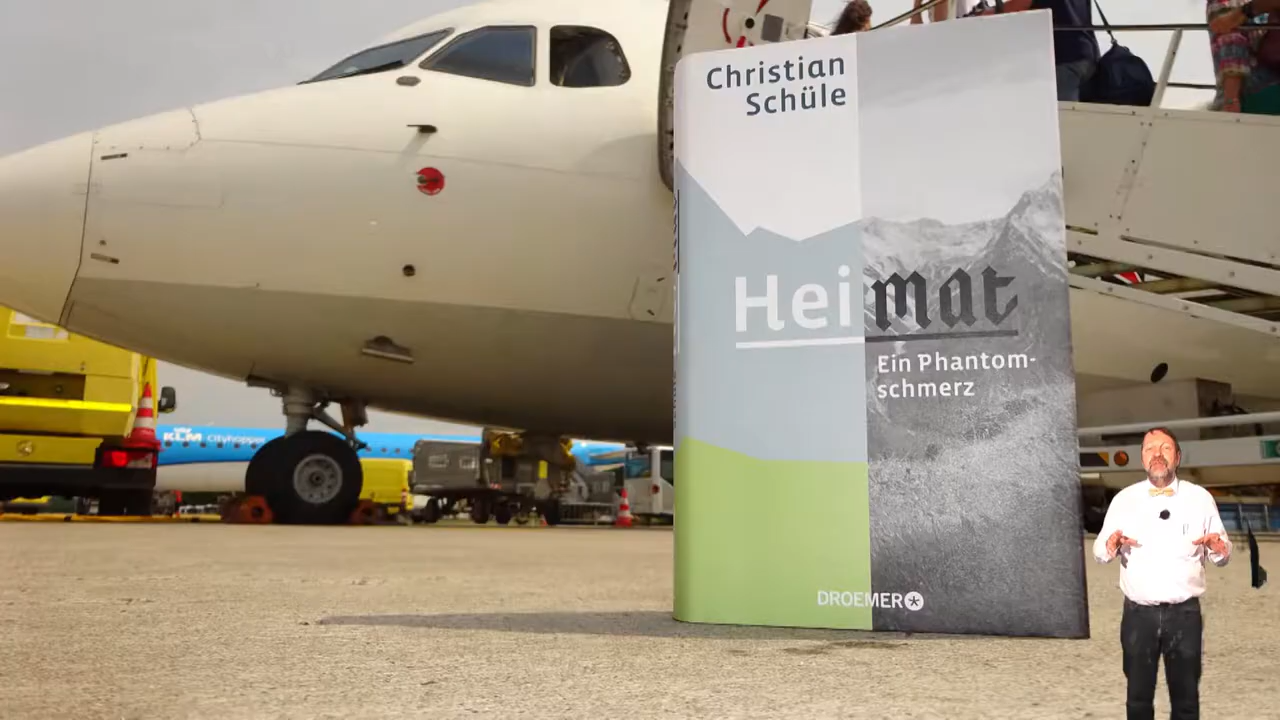 Christian
Schüle
Heimat
Ein Phantom-
schmerz
DROEMER
KLM Cityhopper